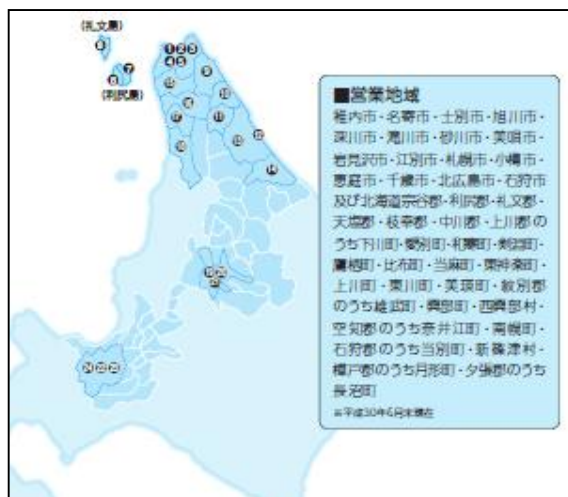 (礼文島)
(利尻島)
■営業地域
稚内市・名寄市・士別市・旭川市・
深川市・滝川市・砂川市・美唄市・
岩見沢市・江別市・札幌市・小樽市・
恵庭市・千歳市・北広島市・石狩市
及び北海道宗谷郡・利尻郡・礼文郡・
天塩郡・枝幸郡・中川郡・上川郡の
うち下川町・愛別町・和寒町・剣淵町・
鷹栖町・比布町・当麻町・東神楽町・
上川町・東川町・美瑛町・紋別郡
のうち雄武町・興部町・西興部村・
空知郡のうち奈井江町・南幌町・
石狩郡のうち当別町・新篠津村・
樺戸郡のうち月形町・夕張郡のうち
長沼町
※平成30年6月末現在